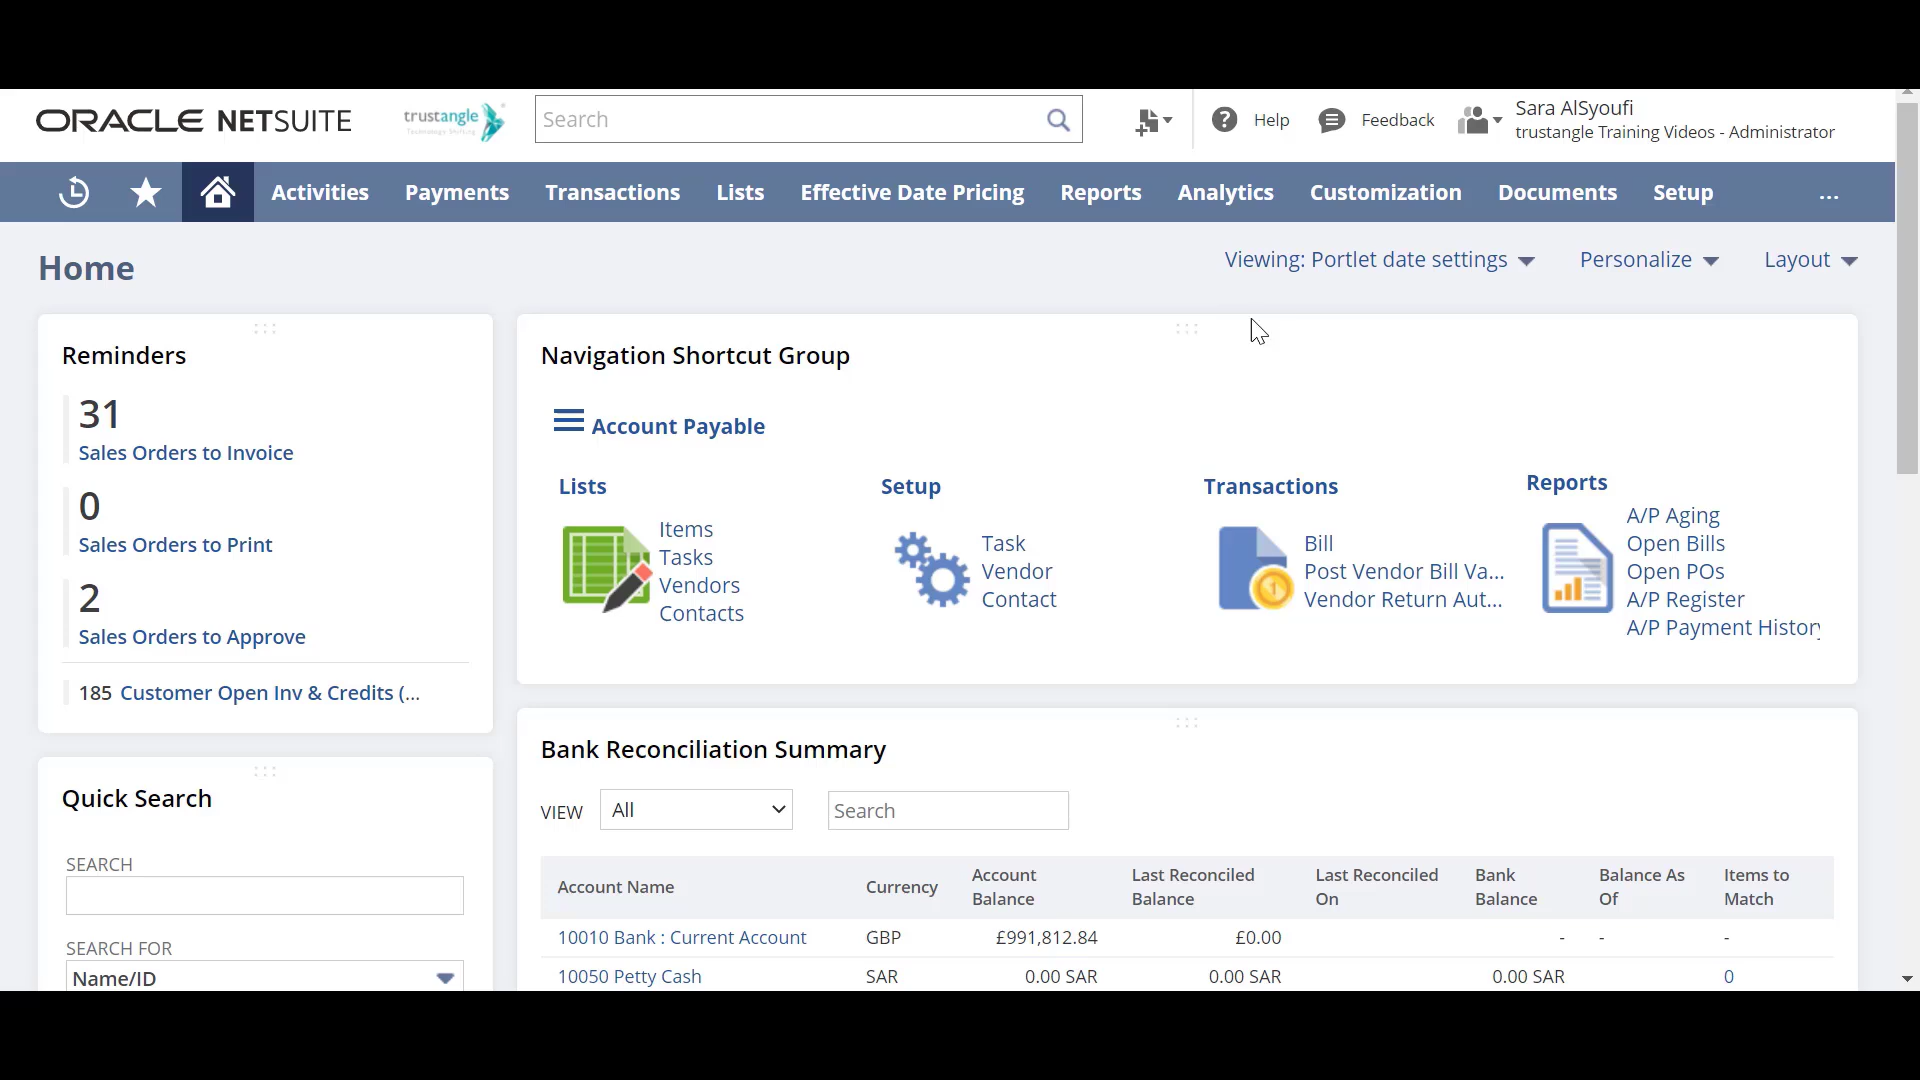 ORACLE NETSUITE
trustangle
Technology Shifting
Search
Help
Feedback
Sara AlSyoufi
trustangle Training Videos - Administrator
Activities
Payments
Transactions
Lists
Effective Date Pricing
Reports
Analytics
Customization
Documents
Setup
...
Home
Viewing: Portlet date settings
Personalize
Layout
Reminders
31
Sales Orders to Invoice
0
Sales Orders to Print
2
Sales Orders to Approve
185 Customer Open Inv & Credits (...
Navigation Shortcut Group
Account Payable
Lists
Items
Tasks
Vendors
Contacts
Setup
Task
Vendor
Contact
Transactions
Bill
Post Vendor Bill Va...
Vendor Return Aut...
Reports
A/P Aging
Open Bills
Open POs
A/P Register
A/P Payment History
Quick Search
SEARCH
SEARCH FOR
Name/ID
Bank Reconciliation Summary
VIEW All Search
Account Name Currency Account Balance Last Reconciled Balance Last Reconciled On Bank Balance Balance As Of Items to Match
10010 Bank : Current Account GBP £991,812.84 £0.00 - - -
10050 Petty Cash SAR 0.00 SAR 0.00 SAR 0.00 SAR 0